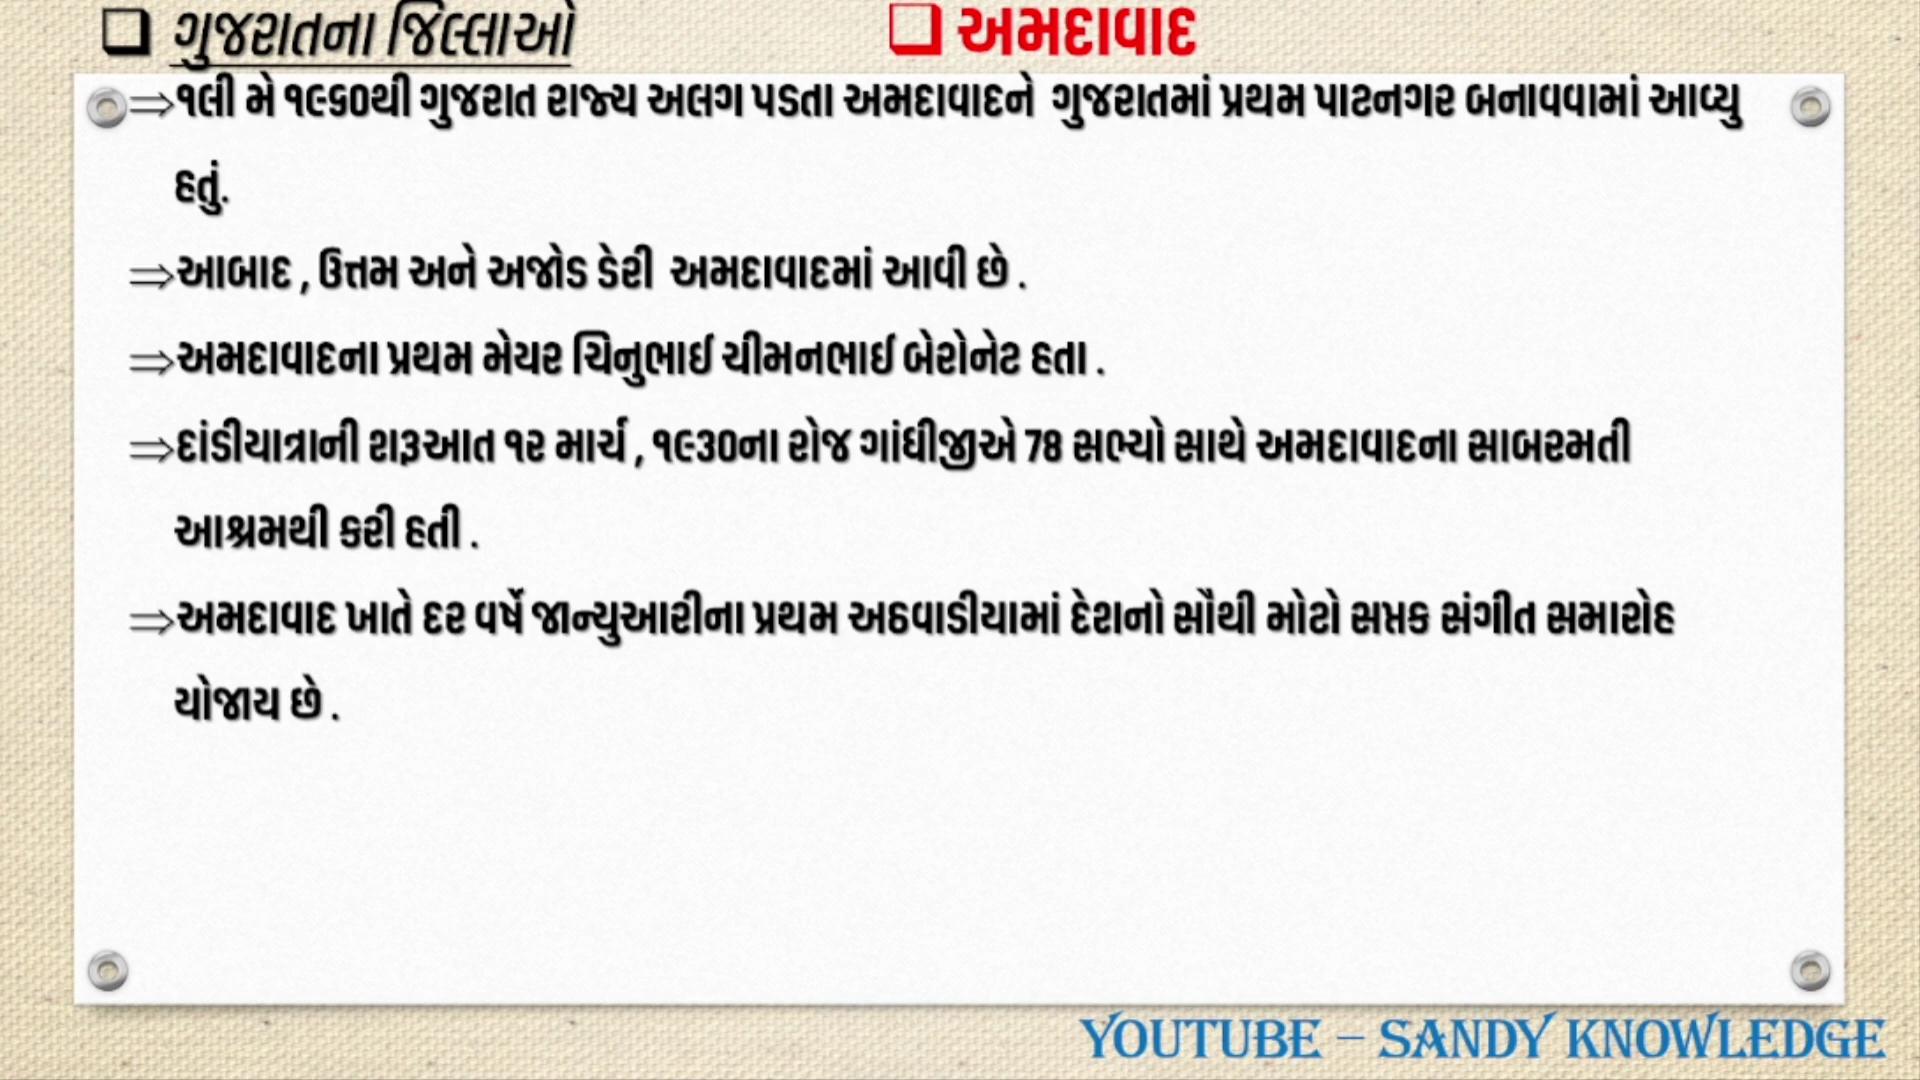 ❑ ગુજરાતના જિલ્લાઓ ❑ અમદાવાદ
⇒૧લી મે ૧૯૬૦થી ગુજરાત રાજ્ય અલગ પડતા અમદાવાદને ગુજરાતમાં પ્રથમ પાટનગર બનાવવામાં આવ્યુ
હતું.
⇒આબાદ , ઉત્તમ અને અજોડ ડેરી અમદાવાદમાં આવી છે .
⇒અમદાવાદના પ્રથમ મેયર ચિનુભાઈ ચીમનભાઈ બેરોનેટ હતા .
⇒દાંડીયાત્રાની શરૂઆત ૧૨ માર્ચ , ૧૯૩૦ના રોજ ગાંધીજીએ 78 સભ્યો સાથે અમદાવાદના સાબરમતી
આશ્રમથી કરી હતી .
⇒અમદાવાદ ખાતે દર વર્ષે જાન્યુઆરીના પ્રથમ અઠવાડીયામાં દેશનો સૌથી મોટો સપ્તક સંગીત સમારોહ
યોજાય છે .
YOUTUBE – SANDY KNOWLEDGE